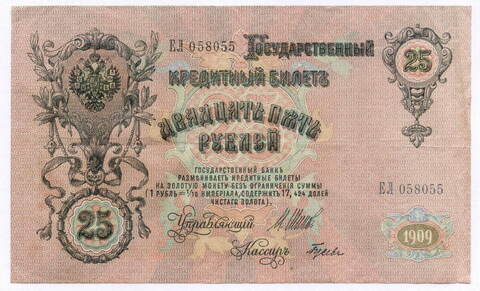 ЕЛ 058055 Государственный 25
кредитный билетъ
Двадцать пять
рублей
ГОСУДАРСТВЕННЫЙ БАНКЪ
РАЗМѢНИВАЕТЪ КРЕДИТНЫЕ БИЛЕТЫ
НА ЗОЛОТУЮ МОНЕТУ БЕЗЪ ОГРАНИЧЕНІЯ СУММЫ
(1 РУБЛЬ = 1/15 ИМПЕРІАЛА, СОДЕРЖИТЪ 17,424 ДОЛЕЙ
ЧИСТАГО ЗОЛОТА).
ЕЛ 058055
25 Управляющій
Кассиръ 1909